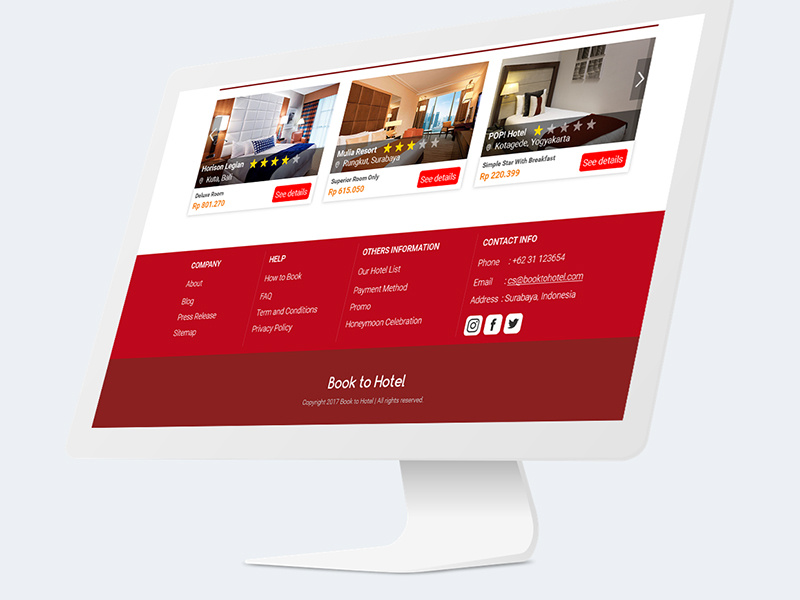 Horison Legian
Kuta, Bali
Deluxe Room
Rp 801.270
See details
Mulia Resort
Rungkut, Surabaya
Superior Room Only
Rp 615.050
See details
POP! Hotel
Kotagede, Yogyakarta
Simple Star With Breakfast
Rp 220.399
See details
COMPANY
About
Blog
Press Release
Sitemap
HELP
How to Book
FAQ
Term and Conditions
Privacy Policy
OTHERS INFORMATION
Our Hotel List
Payment Method
Promo
Honeymoon Celebration
CONTACT INFO
Phone : +62 31 123654
Email : cs@booktohotel.com
Address : Surabaya, Indonesia
Book to Hotel
Copyright 2017 Book to Hotel | All rights reserved.